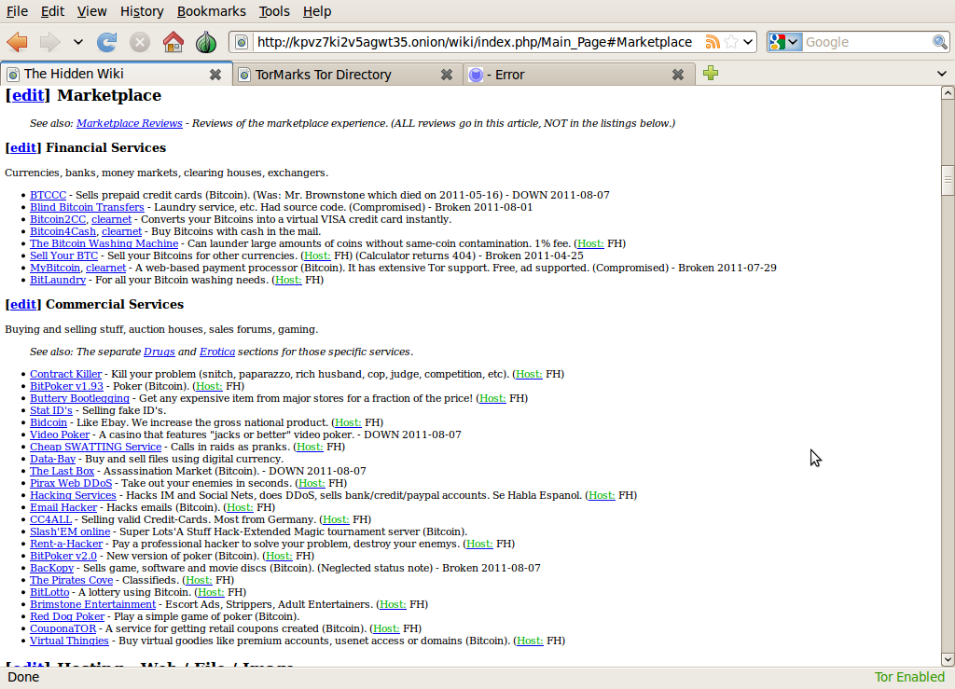 File Edit View History Bookmarks Tools Help
http://kpvz7ki2v5agwt35.onion/wiki/index.php/Main_Page#Marketplace Google
The Hidden Wiki TorMarks Tor Directory - Error
[edit] Marketplace
See also: Marketplace Reviews - Reviews of the marketplace experience. (ALL reviews go in this article, NOT in the listings below.)
[edit] Financial Services
Currencies, banks, money markets, clearing houses, exchangers.
• BTCCC - Sells prepaid credit cards (Bitcoin). (Was: Mr. Brownstone which died on 2011-05-16) - DOWN 2011-08-07
• Blind Bitcoin Transfers - Laundry service, etc. Had source code. (Compromised) - Broken 2011-08-01
• Bitcoin2CC, clearnet - Converts your Bitcoins into a virtual VISA credit card instantly.
• Bitcoin4Cash, clearnet - Buy Bitcoins with cash in the mail.
• The Bitcoin Washing Machine - Can launder large amounts of coins without same-coin contamination. 1% fee. (Host: FH)
• Sell Your BTC - Sell your Bitcoins for other currencies. (Host: FH) (Calculator returns 404) - Broken 2011-04-25
• MyBitcoin, clearnet - A web-based payment processor (Bitcoin). It has extensive Tor support. Free, ad supported. (Compromised) - Broken 2011-07-29
• BitLaundry - For all your Bitcoin washing needs. (Host: FH)
[edit] Commercial Services
Buying and selling stuff, auction houses, sales forums, gaming.
See also: The separate Drugs and Erotica sections for those specific services.
• Contract Killer - Kill your problem (snitch, paparazzo, rich husband, cop, judge, competition, etc). (Host: FH)
• BitPoker v1.93 - Poker (Bitcoin). (Host: FH)
• Buttery Bootlegging - Get any expensive item from major stores for a fraction of the price! (Host: FH)
• Stat ID's - Selling fake ID's.
• Bidcoin - Like Ebay. We increase the gross national product. (Host: FH)
• Video Poker - A casino that features "jacks or better" video poker. - DOWN 2011-08-07
• Cheap SWATTING Service - Calls in raids as pranks. (Host: FH)
• Data-Bay - Buy and sell files using digital currency.
• The Last Box - Assassination Market (Bitcoin). - DOWN 2011-08-07
• Pirax Web DDoS - Take out your enemies in seconds. (Host: FH)
• Hacking Services - Hacks IM and Social Nets, does DDoS, sells bank/credit/paypal accounts. Se Habla Espanol. (Host: FH)
• Email Hacker - Hacks emails (Bitcoin). (Host: FH)
• CC4ALL - Selling valid Credit-Cards. Most from Germany. (Host: FH)
• Slash'EM online - Super Lots'A Stuff Hack-Extended Magic tournament server (Bitcoin).
• Rent-a-Hacker - Pay a professional hacker to solve your problem, destroy your enemys. (Host: FH)
• BitPoker v2.0 - New version of poker (Bitcoin). (Host: FH)
• BacKopy - Sells game, software and movie discs (Bitcoin). (Neglected status note) - Broken 2011-08-07
• The Pirates Cove - Classifieds. (Host: FH)
• BitLotto - A lottery using Bitcoin. (Host: FH)
• Brimstone Entertainment - Escort Ads, Strippers, Adult Entertainers. (Host: FH)
• Red Dog Poker - Play a simple game of poker (Bitcoin).
• CouponaTOR - A service for getting retail coupons created (Bitcoin). (Host: FH)
• Virtual Thingies - Buy virtual goodies like premium accounts, usenet access or domains (Bitcoin). (Host: FH)
[edit] Hosting - Web / File / Image
Done Tor Enabled